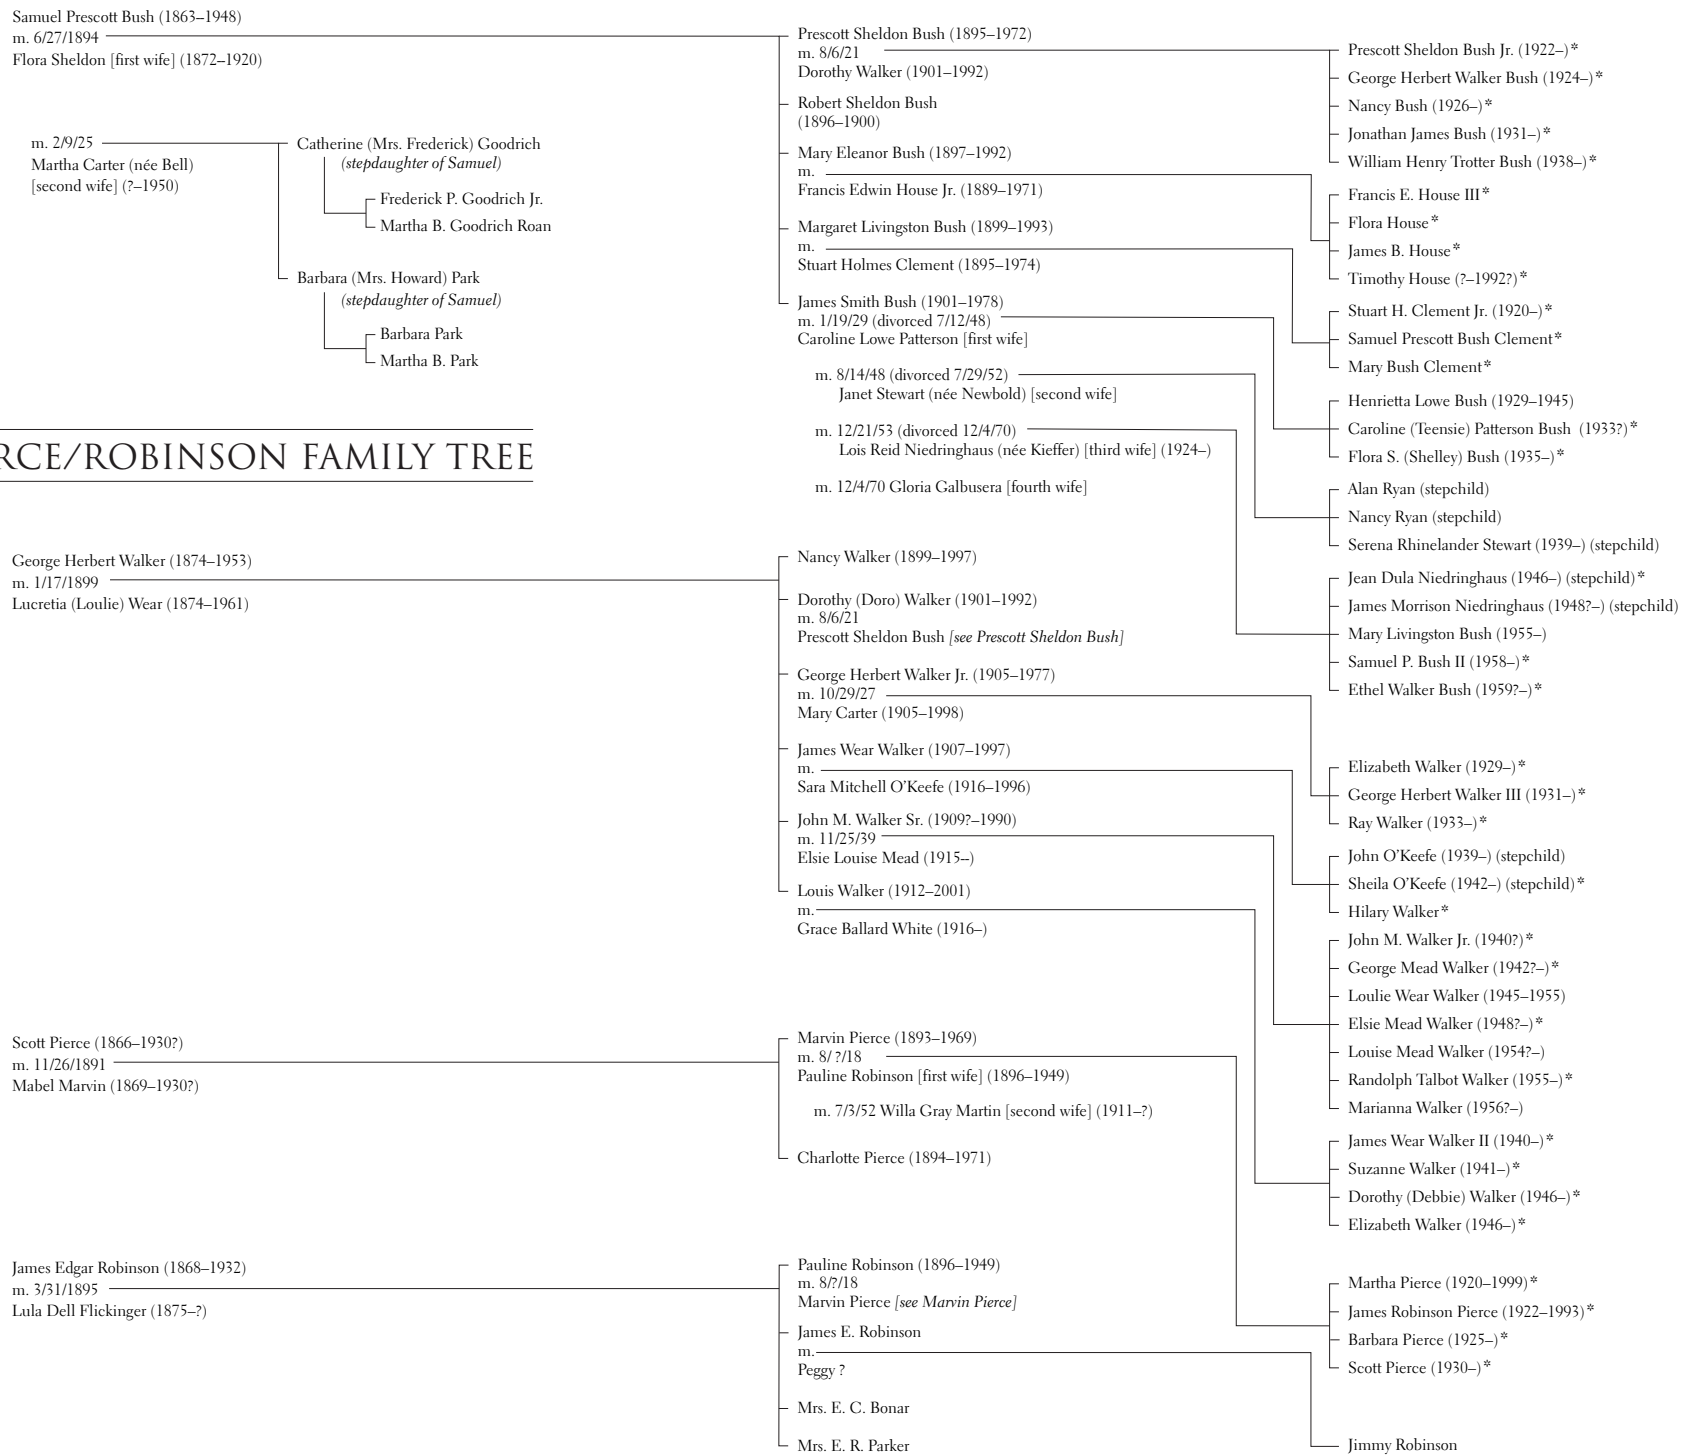 Samuel Prescott Bush (1863–1948)
m. 6/27/1894
Flora Sheldon [first wife] (1872–1920)
m. 2/9/25
Martha Carter (née Bell)
[second wife] (?–1950)
Catherine (Mrs. Frederick) Goodrich
(stepdaughter of Samuel)
Frederick P. Goodrich Jr.
Martha B. Goodrich Roan
Barbara (Mrs. Howard) Park
(stepdaughter of Samuel)
Barbara Park
Martha B. Park
RCE/ROBINSON FAMILY TREE
George Herbert Walker (1874–1953)
m. 1/17/1899
Lucretia (Loulie) Wear (1874–1961)
Scott Pierce (1866–1930?)
m. 11/26/1891
Mabel Marvin (1869–1930?)
James Edgar Robinson (1868–1932)
m. 3/31/1895
Lula Dell Flickinger (1875–?)
Prescott Sheldon Bush (1895–1972)
m. 8/6/21
Dorothy Walker (1901–1992)
Robert Sheldon Bush
(1896–1900)
Mary Eleanor Bush (1897–1992)
m.
Francis Edwin House Jr. (1889–1971)
Margaret Livingston Bush (1899–1993)
m.
Stuart Holmes Clement (1895–1974)
James Smith Bush (1901–1978)
m. 1/19/29 (divorced 7/12/48)
Caroline Lowe Patterson [first wife]
m. 8/14/48 (divorced 7/29/52)
Janet Stewart (née Newbold) [second wife]
m. 12/21/53 (divorced 12/4/70)
Lois Reid Niedringhaus (née Kieffer) [third wife] (1924–)
m. 12/4/70 Gloria Galbusera [fourth wife]
Nancy Walker (1899–1997)
Dorothy (Doro) Walker (1901–1992)
m. 8/6/21
Prescott Sheldon Bush [see Prescott Sheldon Bush]
George Herbert Walker Jr. (1905–1977)
m. 10/29/27
Mary Carter (1905–1998)
James Wear Walker (1907–1997)
m.
Sara Mitchell O'Keefe (1916–1996)
John M. Walker Sr. (1909?–1990)
m. 11/25/39
Elsie Louise Mead (1915--)
Louis Walker (1912–2001)
m.
Grace Ballard White (1916–)
Marvin Pierce (1893–1969)
m. 8/ ?/18
Pauline Robinson [first wife] (1896–1949)
m. 7/3/52 Willa Gray Martin [second wife] (1911–?)
Charlotte Pierce (1894–1971)
Pauline Robinson (1896–1949)
m. 8/?/18
Marvin Pierce [see Marvin Pierce]
James E. Robinson
m.
Peggy ?
Mrs. E. C. Bonar
Mrs. E. R. Parker
Prescott Sheldon Bush Jr. (1922–)*
George Herbert Walker Bush (1924–)*
Nancy Bush (1926–)*
Jonathan James Bush (1931–)*
William Henry Trotter Bush (1938–)*
Francis E. House III*
Flora House*
James B. House*
Timothy House (?–1992?)*
Stuart H. Clement Jr. (1920–)*
Samuel Prescott Bush Clement*
Mary Bush Clement*
Henrietta Lowe Bush (1929–1945)
Caroline (Teensie) Patterson Bush (1933?)*
Flora S. (Shelley) Bush (1935–)*
Alan Ryan (stepchild)
Nancy Ryan (stepchild)
Serena Rhinelander Stewart (1939–) (stepchild)
Jean Dula Niedringhaus (1946–) (stepchild)*
James Morrison Niedringhaus (1948?–) (stepchild)
Mary Livingston Bush (1955–)
Samuel P. Bush II (1958–)*
Ethel Walker Bush (1959?–)*
Elizabeth Walker (1929–)*
George Herbert Walker III (1931–)*
Ray Walker (1933–)*
John O'Keefe (1939–) (stepchild)
Sheila O'Keefe (1942–) (stepchild)*
Hilary Walker*
John M. Walker Jr. (1940?)*
George Mead Walker (1942?–)*
Loulie Wear Walker (1945–1955)
Elsie Mead Walker (1948?–)*
Louise Mead Walker (1954?–)
Randolph Talbot Walker (1955–)*
Marianna Walker (1956?–)
James Wear Walker II (1940–)*
Suzanne Walker (1941–)*
Dorothy (Debbie) Walker (1946–)*
Elizabeth Walker (1946–)*
Martha Pierce (1920–1999)*
James Robinson Pierce (1922–1993)*
Barbara Pierce (1925–)*
Scott Pierce (1930–)*
Jimmy Robinson